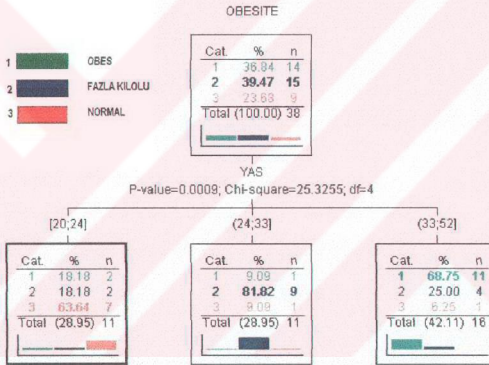 OBESITE
1 OBES
2 FAZLA KILOLU
3 NORMAL
Cat. % n
1 36.84 14
2 39.47 15
3 23.68 9
Total (100.00) 38
YAS
P-value=0.0009; Chi-square=25.3255; df=4
[20;24] (24;33] (33;52]
Cat. % n
1 18.18 2
2 18.18 2
3 63.64 7
Total (28.95) 11
Cat. % n
1 9.09 1
2 81.82 9
3 9.09 1
Total (28.95) 11
Cat. % n
1 68.75 11
2 25.00 4
3 6.25 1
Total (42.11) 16